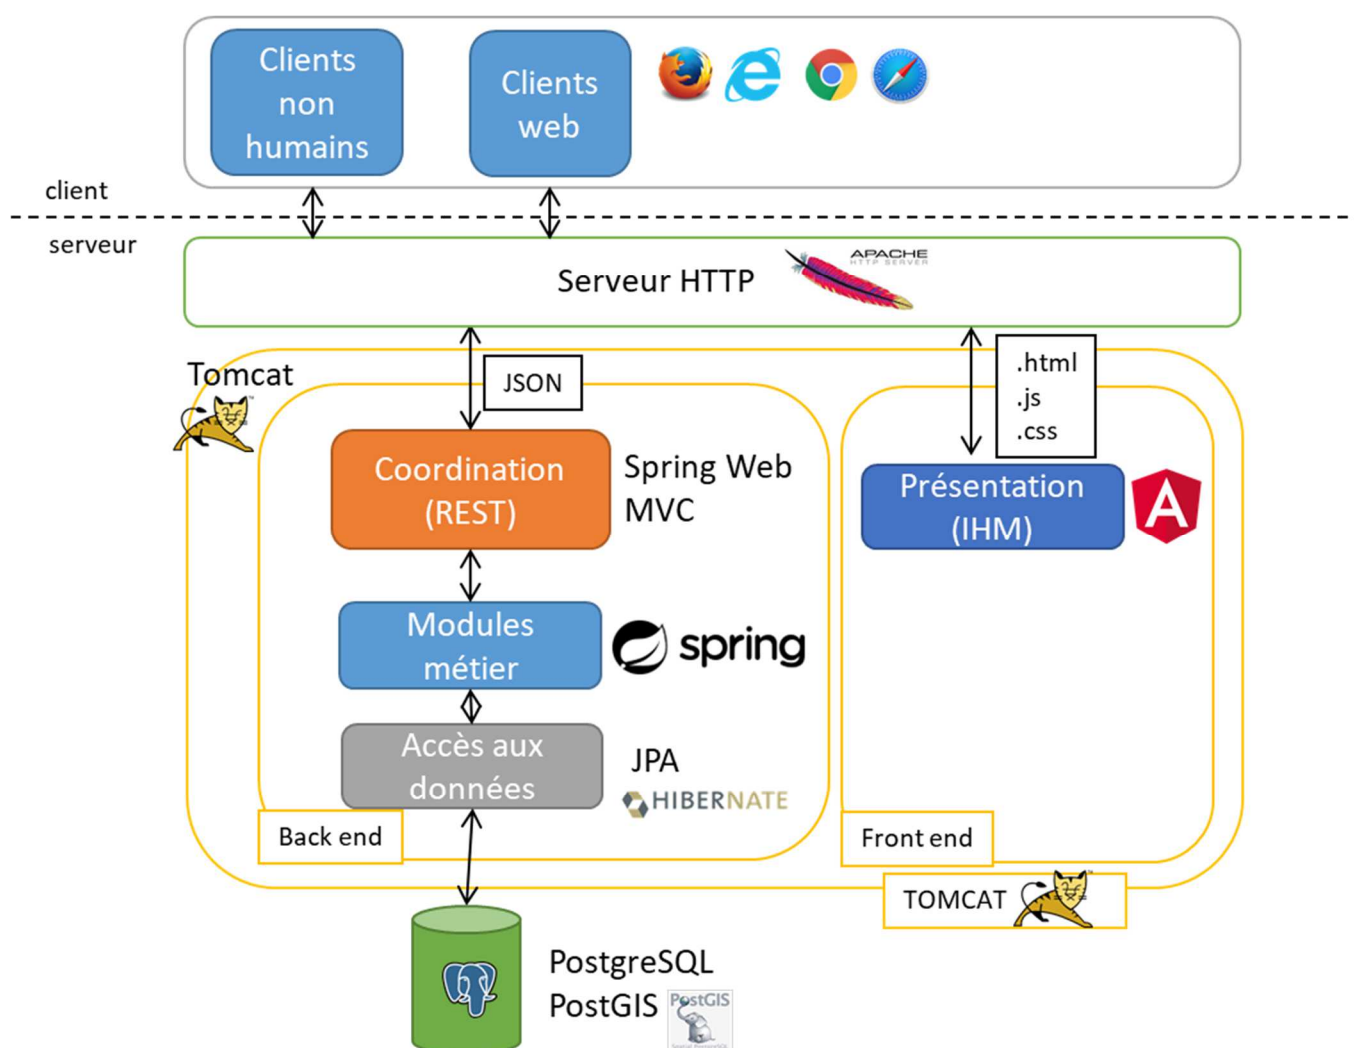 Clients
non
humains
Clients
web
client
serveur
Serveur HTTP
APACHE
HTTP SERVER
Tomcat
JSON
.html
.js
.css
Coordination
(REST)
Spring Web
MVC
Présentation
(IHM)
A
Modules
métier
spring
Accès aux
données
JPA
HIBERNATE
Back end
Front end
TOMCAT
PostgreSQL
PostGIS
PostGIS